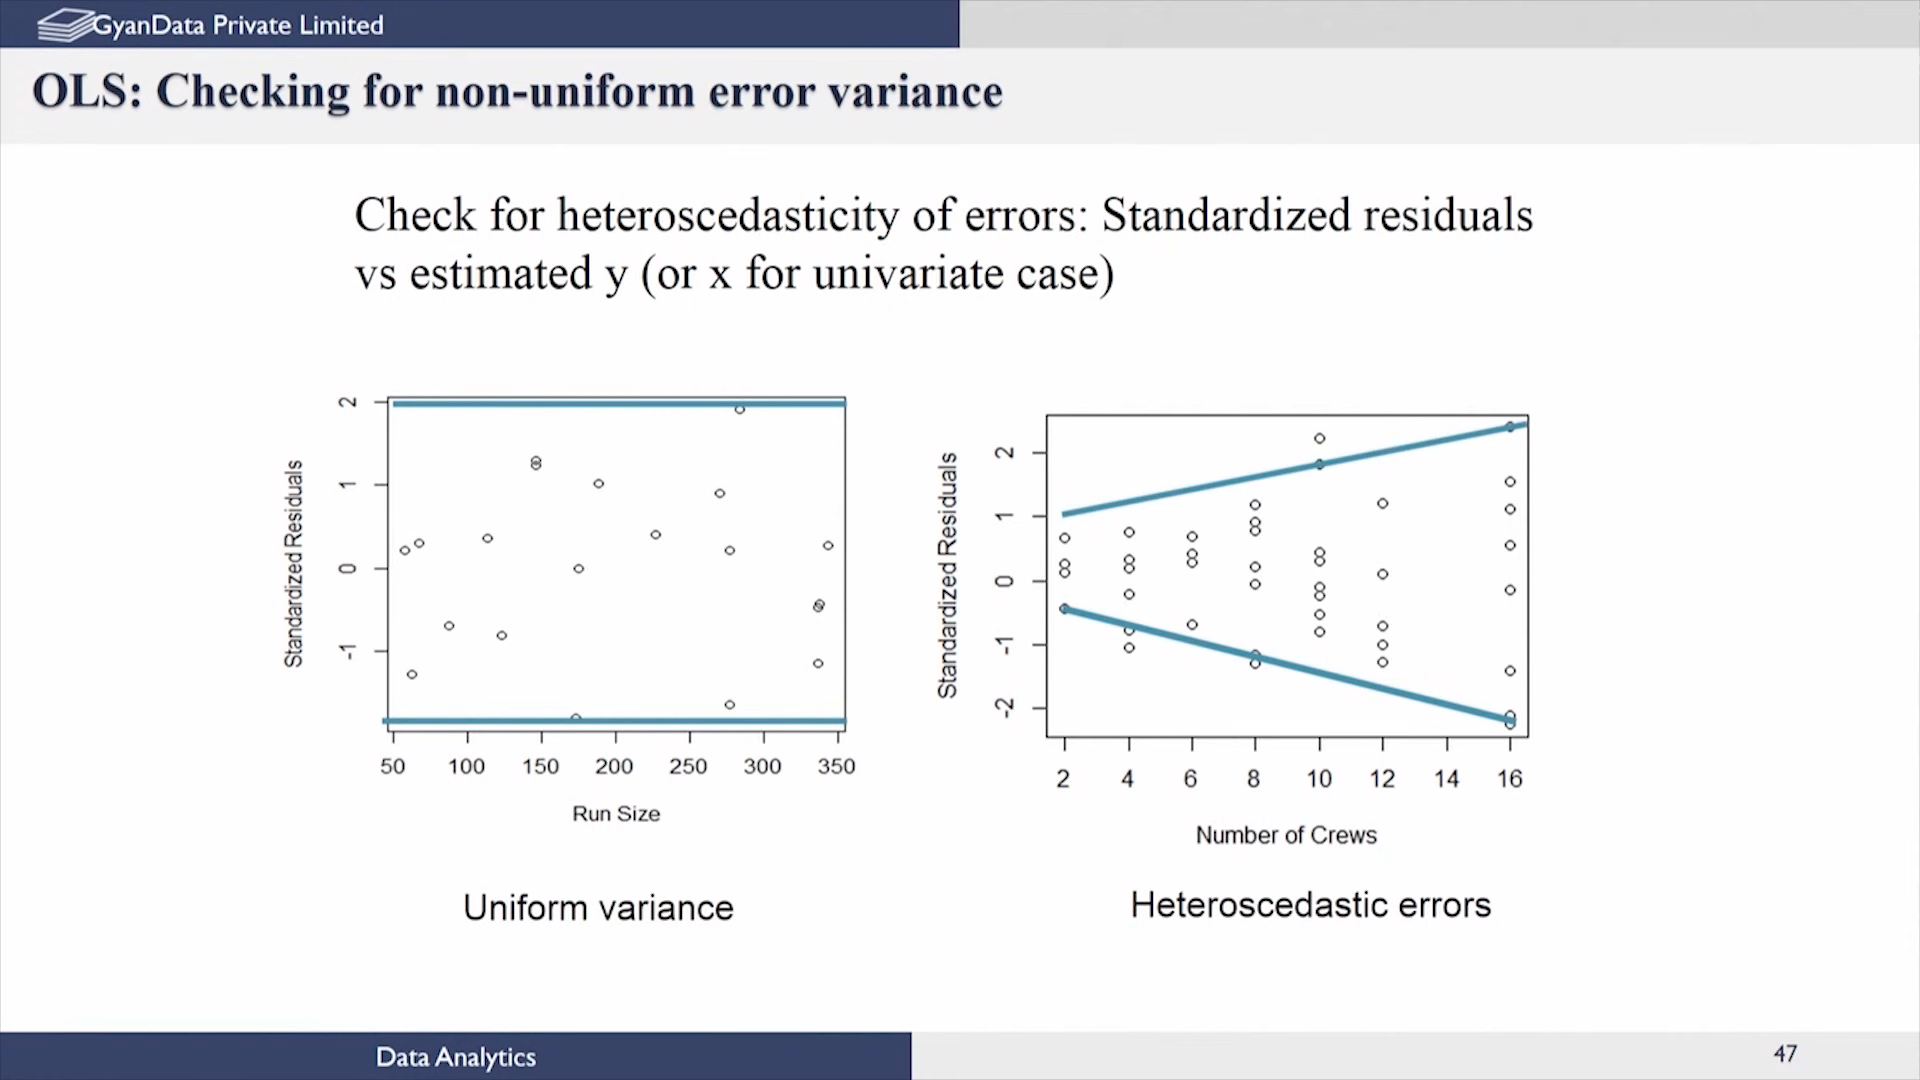 GyanData Private Limited
OLS: Checking for non-uniform error variance
Check for heteroscedasticity of errors: Standardized residuals
vs estimated y (or x for univariate case)
Standardized Residuals
2
1
0
-1
50 100 150 200 250 300 350
Run Size
Uniform variance
Standardized Residuals
2
1
0
-1
-2
2 4 6 8 10 12 14 16
Number of Crews
Heteroscedastic errors
Data Analytics
47